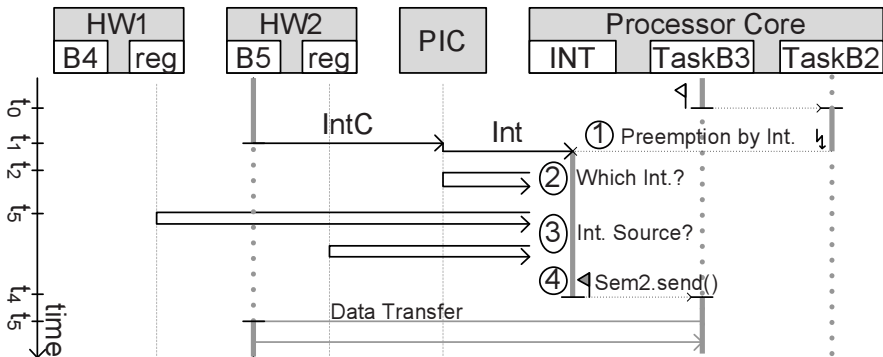 HW1 HW2 PIC Processor Core
B4 reg B5 reg INT TaskB3 TaskB2
t0
t1 IntC Int 1 Preemption by Int.
t2 2 Which Int.?
t5 3 Int. Source?
t4 4 Sem2.send()
t5 Data Transfer
time